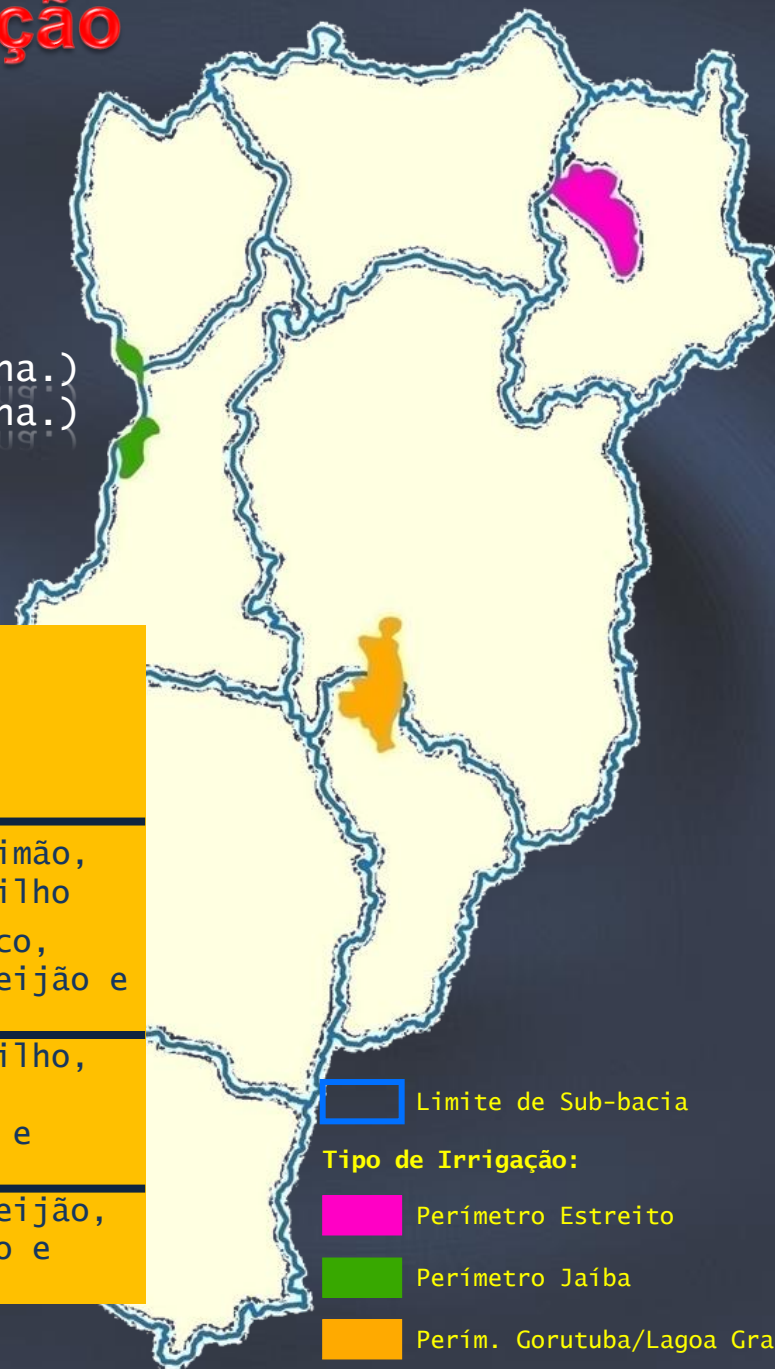 ção
ha.)
ha.)
imão,
ilho
co,
eijão e
ilho,
e
eijão,
o e
Limite de Sub-bacia
Tipo de Irrigação:
Perímetro Estreito
Perímetro Jaíba
Perím. Gorutuba/Lagoa Gra